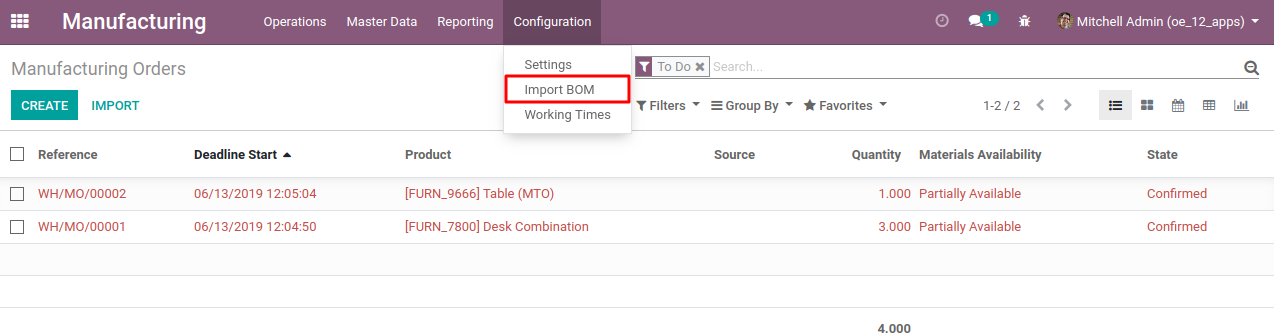 Manufacturing Operations Master Data Reporting Configuration 1 Mitchell Admin (oe_12_apps)
Manufacturing Orders Settings To Do Search...
Import BOM
CREATE IMPORT Working Times Filters Group By Favorites 1-2 / 2
Reference Deadline Start Product Source Quantity Materials Availability State
WH/MO/00002 06/13/2019 12:05:04 [FURN_9666] Table (MTO) 1.000 Partially Available Confirmed
WH/MO/00001 06/13/2019 12:04:50 [FURN_7800] Desk Combination 3.000 Partially Available Confirmed
4.000